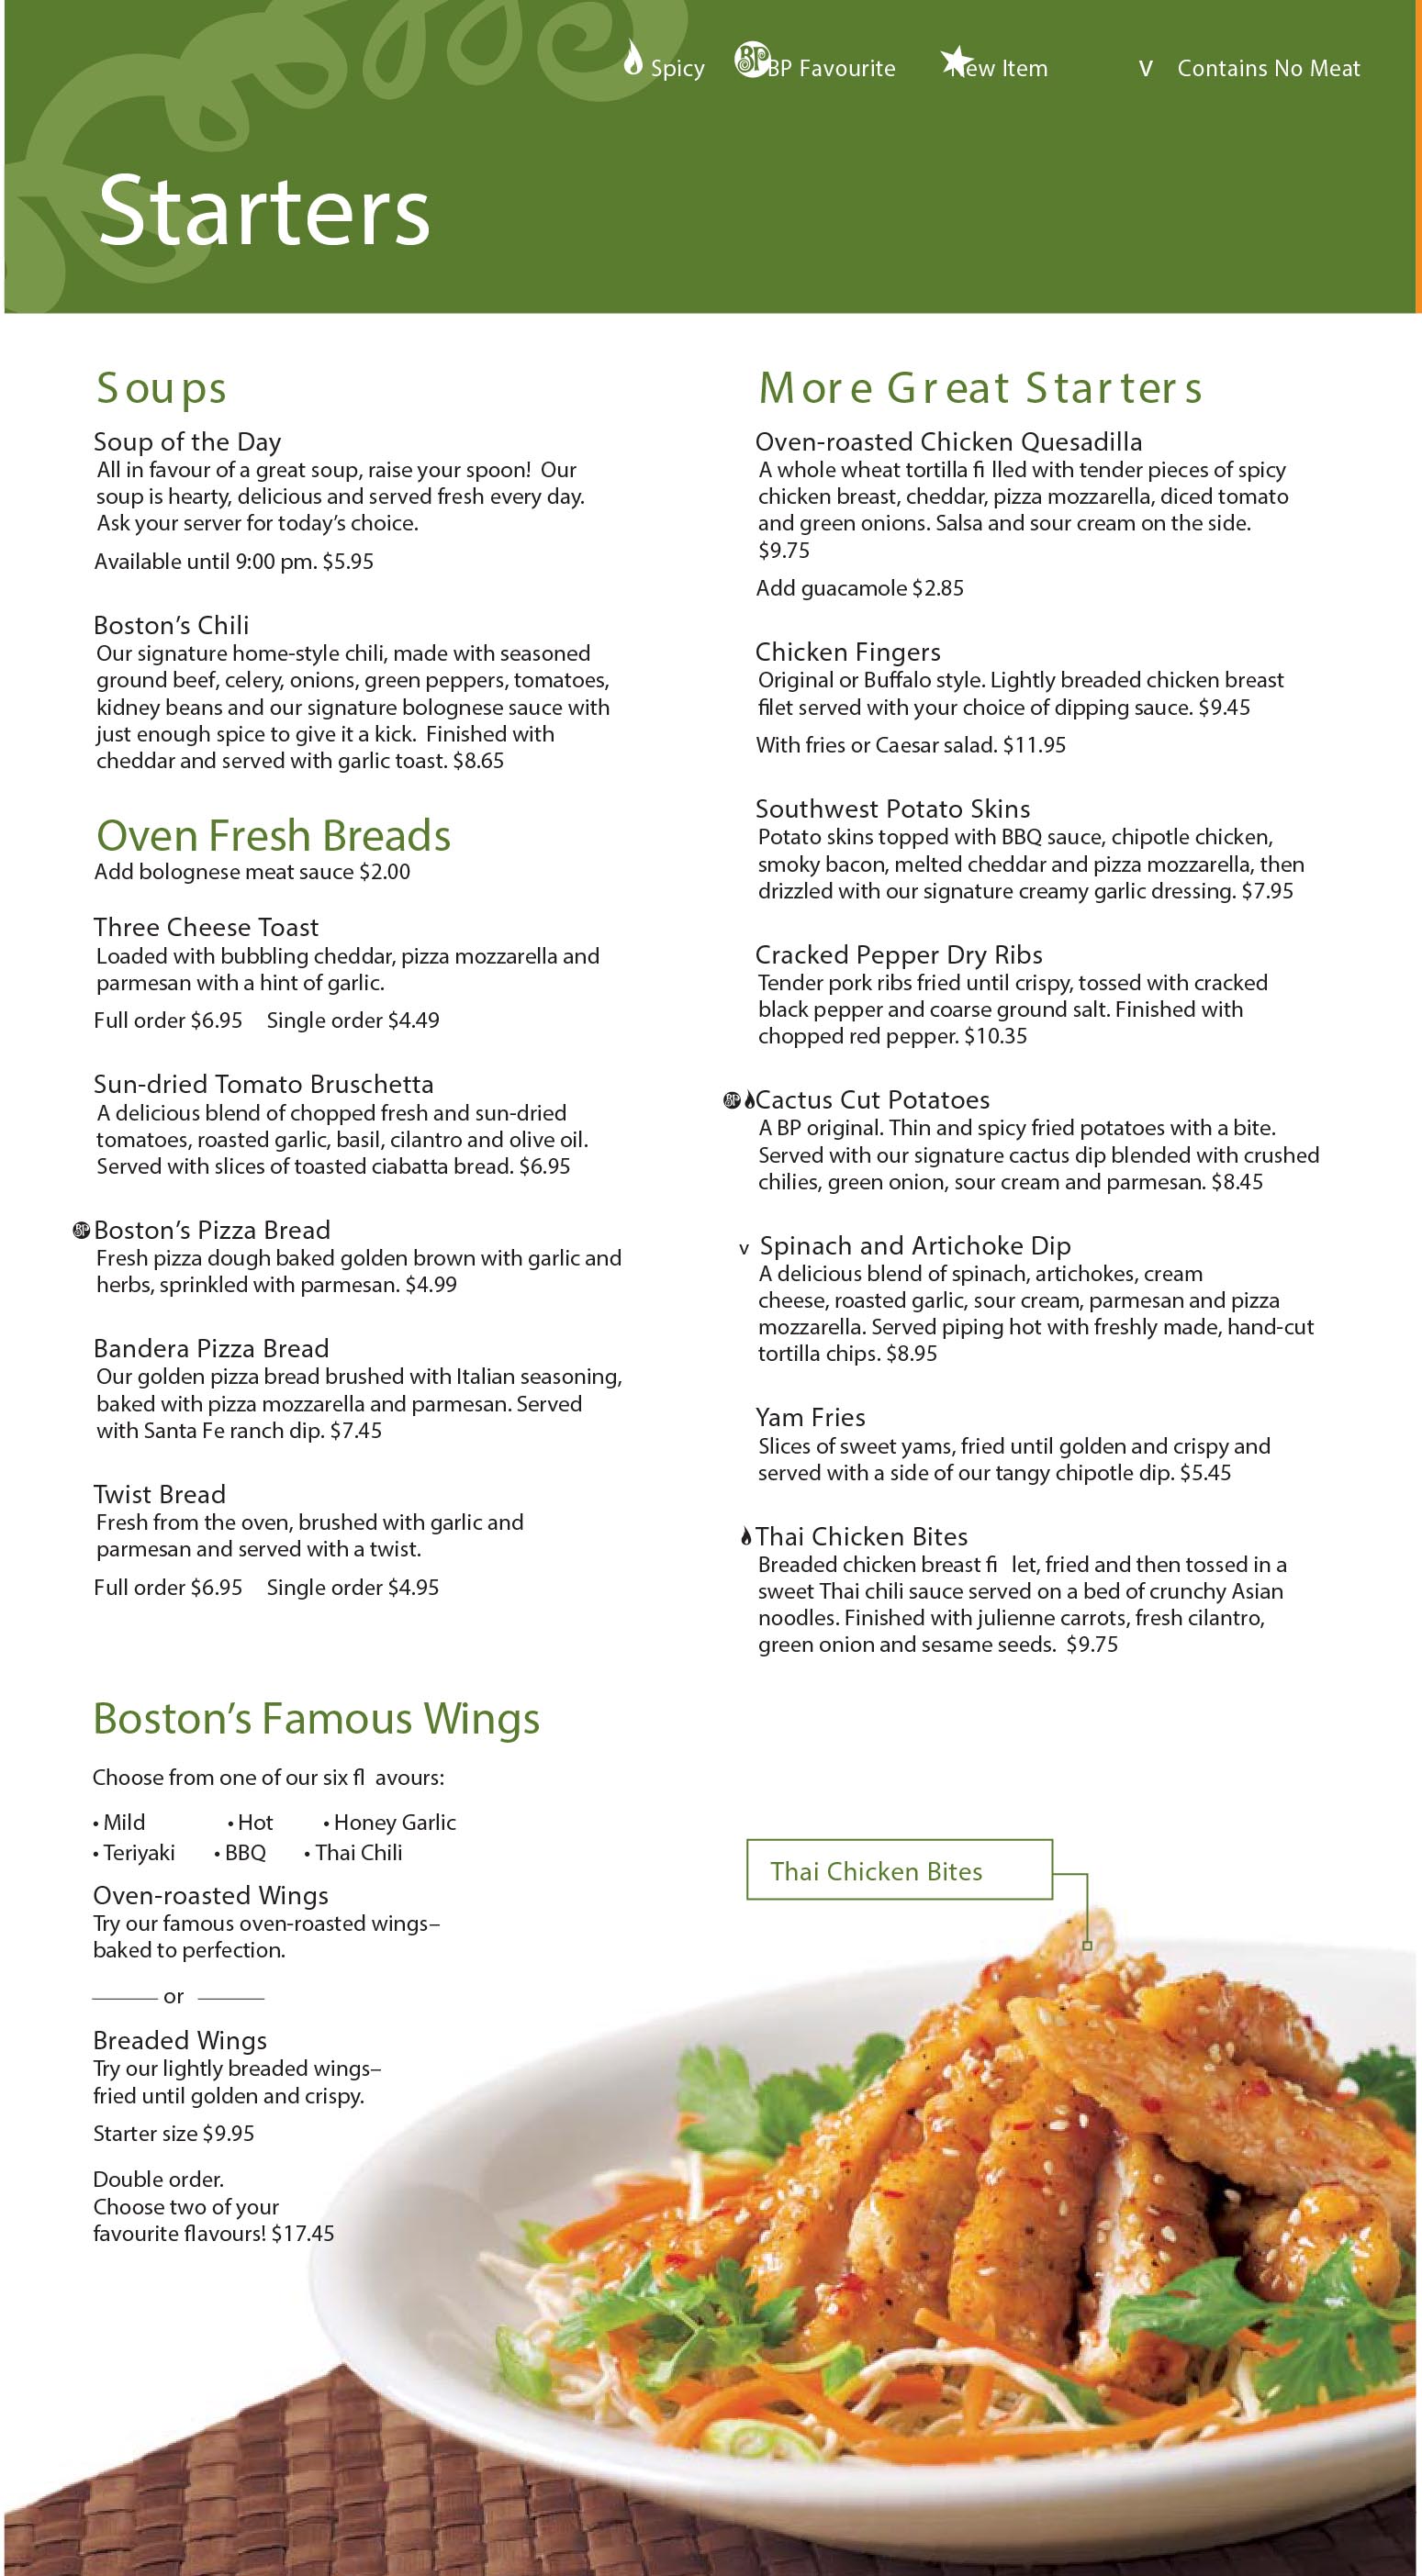 Spicy BP Favourite New Item V Contains No Meat
Starters
Soups
Soup of the Day
All in favour of a great soup, raise your spoon! Our
soup is hearty, delicious and served fresh every day.
Ask your server for today's choice.
Available until 9:00 pm. $5.95
Boston's Chili
Our signature home-style chili, made with seasoned
ground beef, celery, onions, green peppers, tomatoes,
kidney beans and our signature bolognese sauce with
just enough spice to give it a kick. Finished with
cheddar and served with garlic toast. $8.65
Oven Fresh Breads
Add bolognese meat sauce $2.00
Three Cheese Toast
Loaded with bubbling cheddar, pizza mozzarella and
parmesan with a hint of garlic.
Full order $6.95 Single order $4.49
Sun-dried Tomato Bruschetta
A delicious blend of chopped fresh and sun-dried
tomatoes, roasted garlic, basil, cilantro and olive oil.
Served with slices of toasted ciabatta bread. $6.95
BP Boston's Pizza Bread
Fresh pizza dough baked golden brown with garlic and
herbs, sprinkled with parmesan. $4.99
Bandera Pizza Bread
Our golden pizza bread brushed with Italian seasoning,
baked with pizza mozzarella and parmesan. Served
with Santa Fe ranch dip. $7.45
Twist Bread
Fresh from the oven, brushed with garlic and
parmesan and served with a twist.
Full order $6.95 Single order $4.95
Boston's Famous Wings
Choose from one of our six fl avours:
• Mild • Hot • Honey Garlic
• Teriyaki • BBQ • Thai Chili
Oven-roasted Wings
Try our famous oven-roasted wings–
baked to perfection.
or
Breaded Wings
Try our lightly breaded wings–
fried until golden and crispy.
Starter size $9.95
Double order.
Choose two of your
favourite flavours! $17.45
More Great Starters
Oven-roasted Chicken Quesadilla
A whole wheat tortilla fi lled with tender pieces of spicy
chicken breast, cheddar, pizza mozzarella, diced tomato
and green onions. Salsa and sour cream on the side.
$9.75
Add guacamole $2.85
Chicken Fingers
Original or Buffalo style. Lightly breaded chicken breast
filet served with your choice of dipping sauce. $9.45
With fries or Caesar salad. $11.95
Southwest Potato Skins
Potato skins topped with BBQ sauce, chipotle chicken,
smoky bacon, melted cheddar and pizza mozzarella, then
drizzled with our signature creamy garlic dressing. $7.95
Cracked Pepper Dry Ribs
Tender pork ribs fried until crispy, tossed with cracked
black pepper and coarse ground salt. Finished with
chopped red pepper. $10.35
BP Cactus Cut Potatoes
A BP original. Thin and spicy fried potatoes with a bite.
Served with our signature cactus dip blended with crushed
chilies, green onion, sour cream and parmesan. $8.45
v Spinach and Artichoke Dip
A delicious blend of spinach, artichokes, cream
cheese, roasted garlic, sour cream, parmesan and pizza
mozzarella. Served piping hot with freshly made, hand-cut
tortilla chips. $8.95
Yam Fries
Slices of sweet yams, fried until golden and crispy and
served with a side of our tangy chipotle dip. $5.45
Thai Chicken Bites
Breaded chicken breast fi let, fried and then tossed in a
sweet Thai chili sauce served on a bed of crunchy Asian
noodles. Finished with julienne carrots, fresh cilantro,
green onion and sesame seeds. $9.75
Thai Chicken Bites